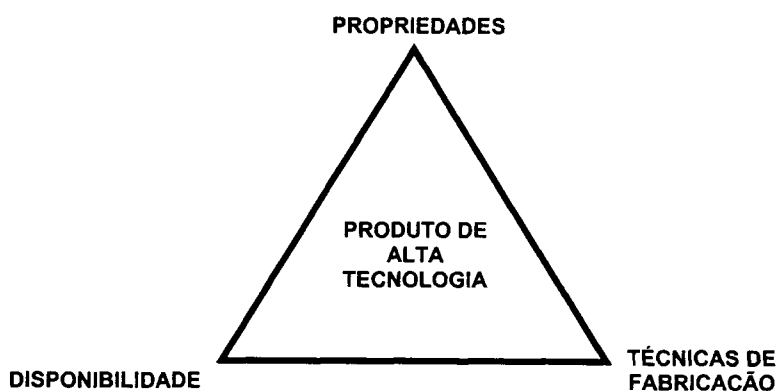 PROPRIEDADES
PRODUTO DE
ALTA
TECNOLOGIA
DISPONIBILIDADE
TÉCNICAS DE
FABRICAÇÃO